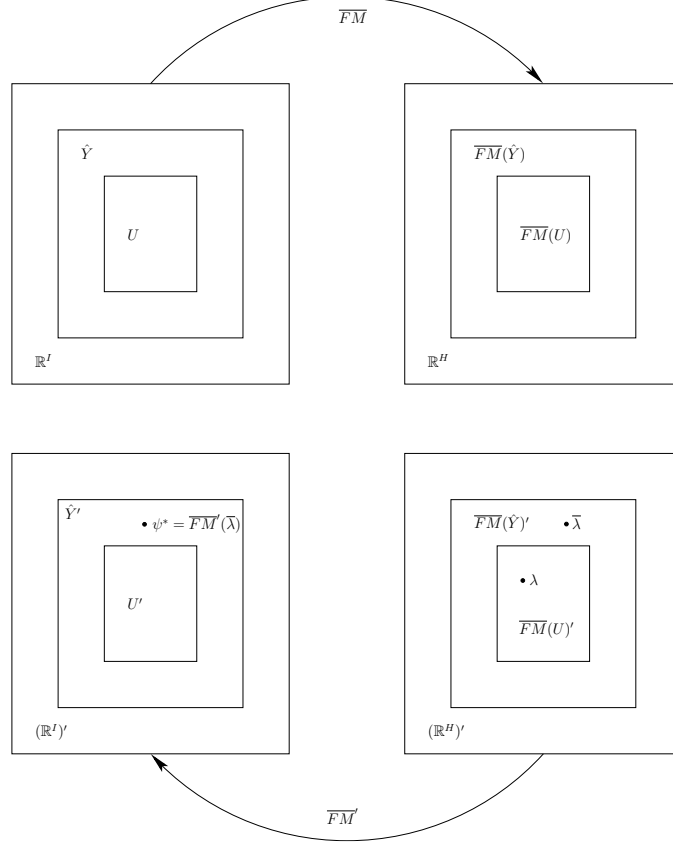 $\overline{FM}$
$\hat{Y}$
$\overline{FM}(\hat{Y})$
$U$
$\overline{FM}(U)$
$\mathbb{R}^I$
$\mathbb{R}^H$
$\hat{Y}'$
$\psi^* = \overline{FM}'(\overline{\lambda})$
$\overline{FM}(\hat{Y})'$
$\overline{\lambda}$
$\lambda$
$U'$
$\overline{FM}(U)'$
$(\mathbb{R}^I)'$
$(\mathbb{R}^H)'$
$\overline{FM}'$